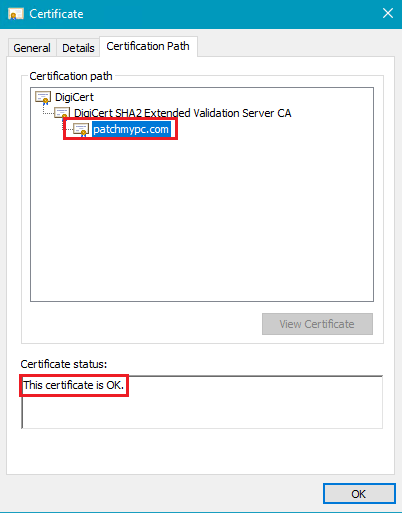 Certificate
General
Details
Certification Path
Certification path
DigiCert
DigiCert SHA2 Extended Validation Server CA
patchmypc.com
View Certificate
Certificate status:
This certificate is OK.
OK